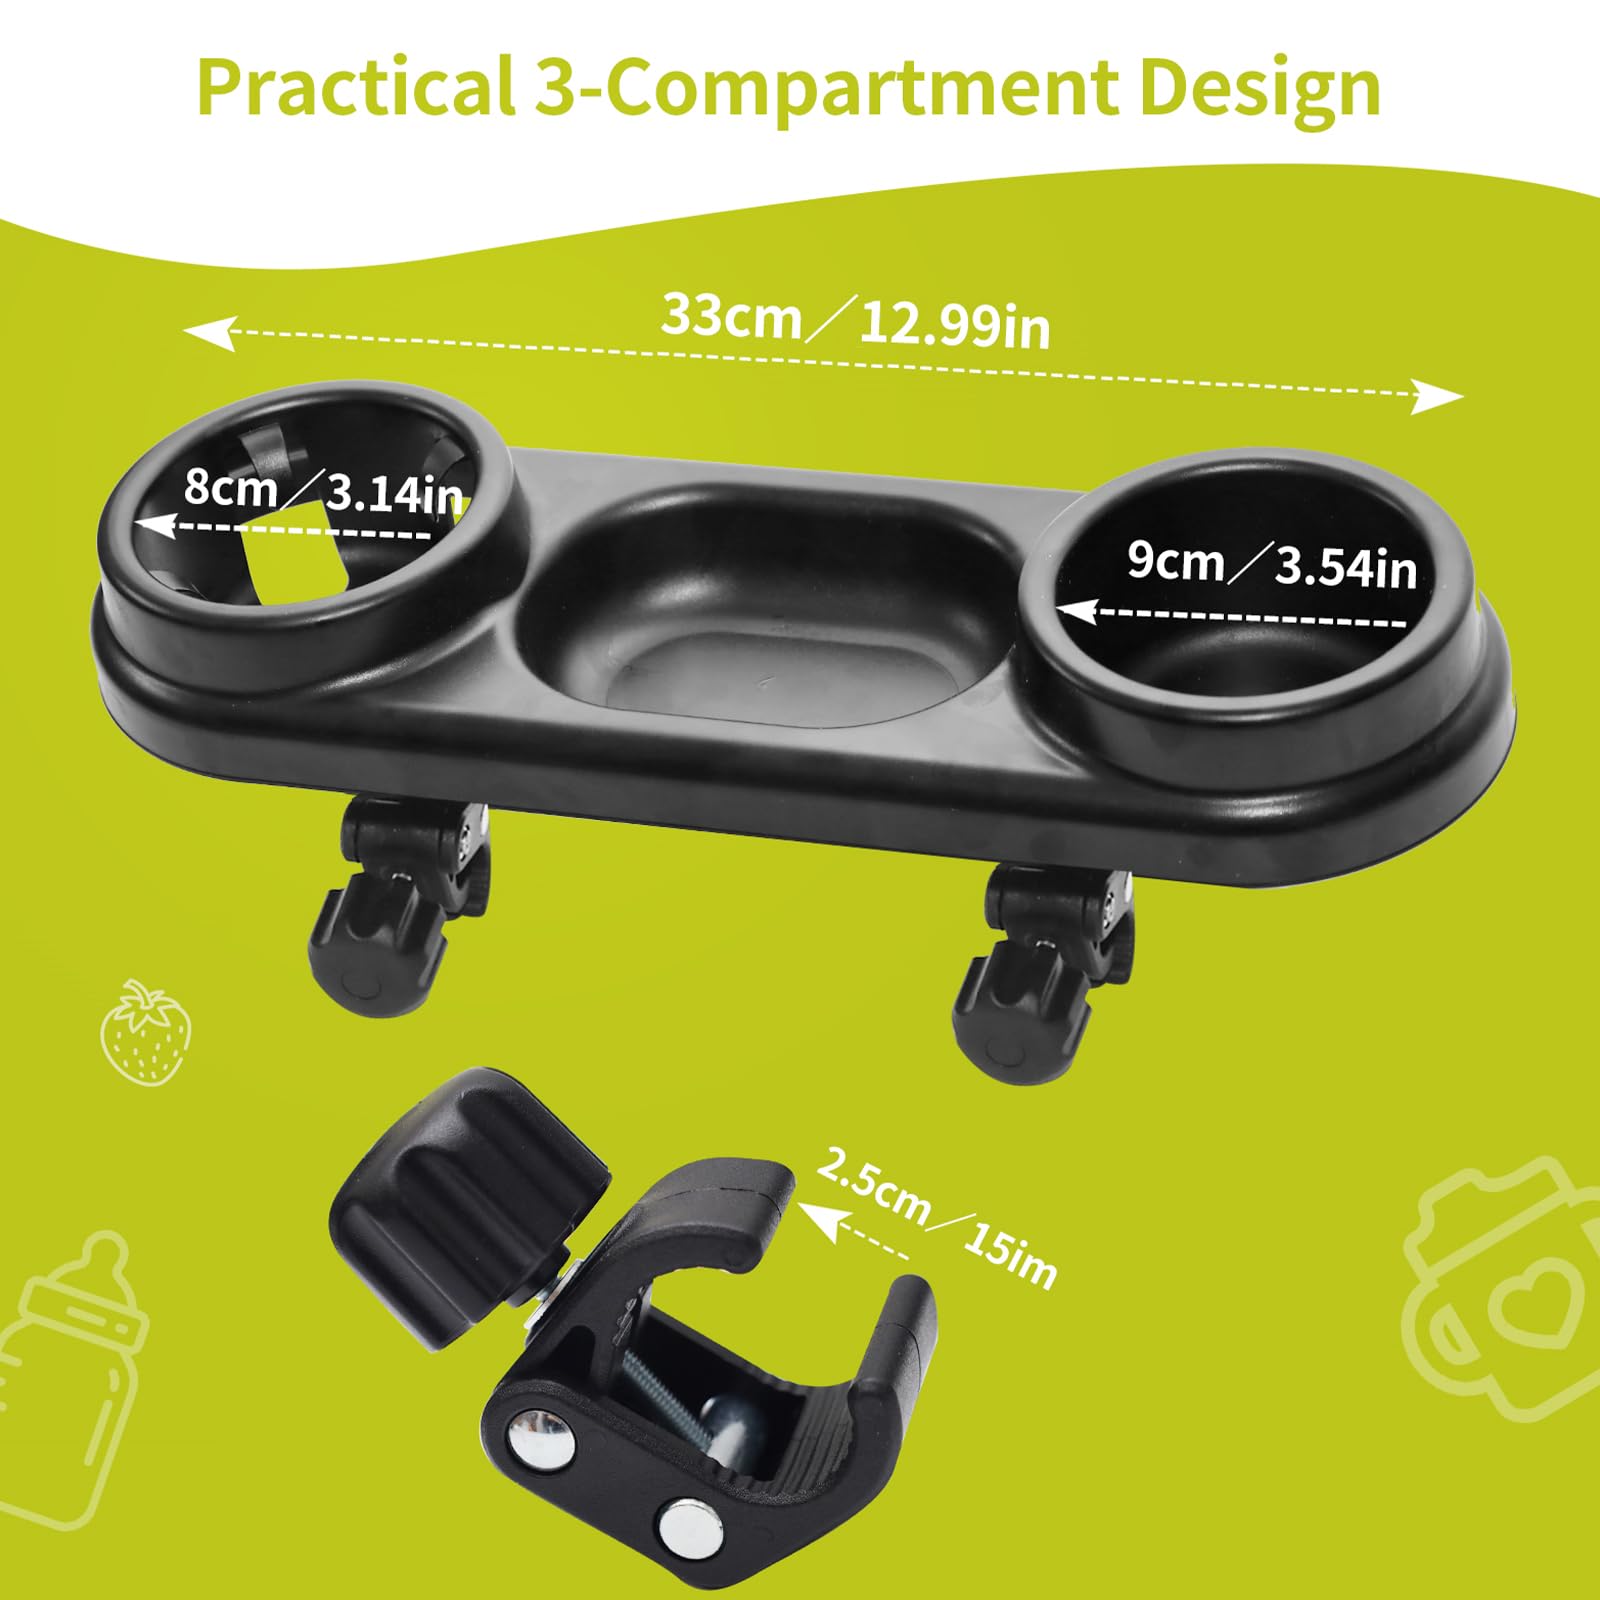 Practical 3-Compartment Design
33cm／12.99in
8cm／3.14in
9cm／3.54in
2.5cm／15im